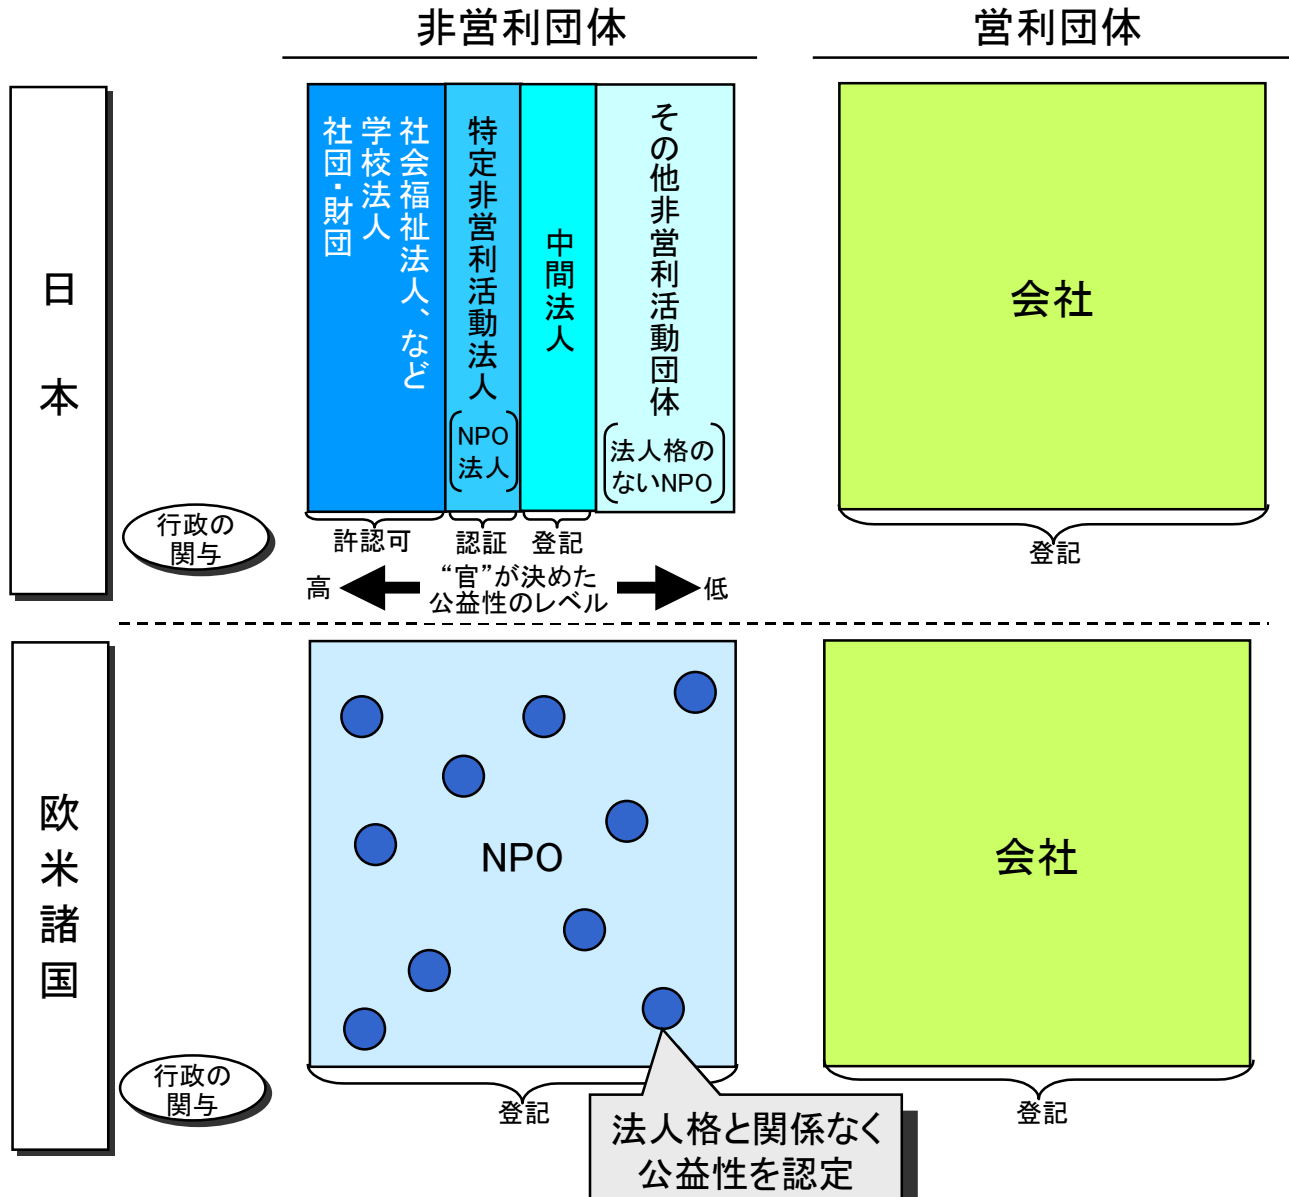 非営利団体
営利団体
日本
社会福祉法人、など
学校法人
社団・財団
特定非営利活動法人
NPO
法人
中間法人
その他非営利活動団体
法人格の
ないNPO
会社
行政の
関与
許認可
認証
登記
登記
高
“官”が決めた
公益性のレベル
低
欧米諸国
NPO
会社
行政の
関与
登記
登記
法人格と関係なく
公益性を認定